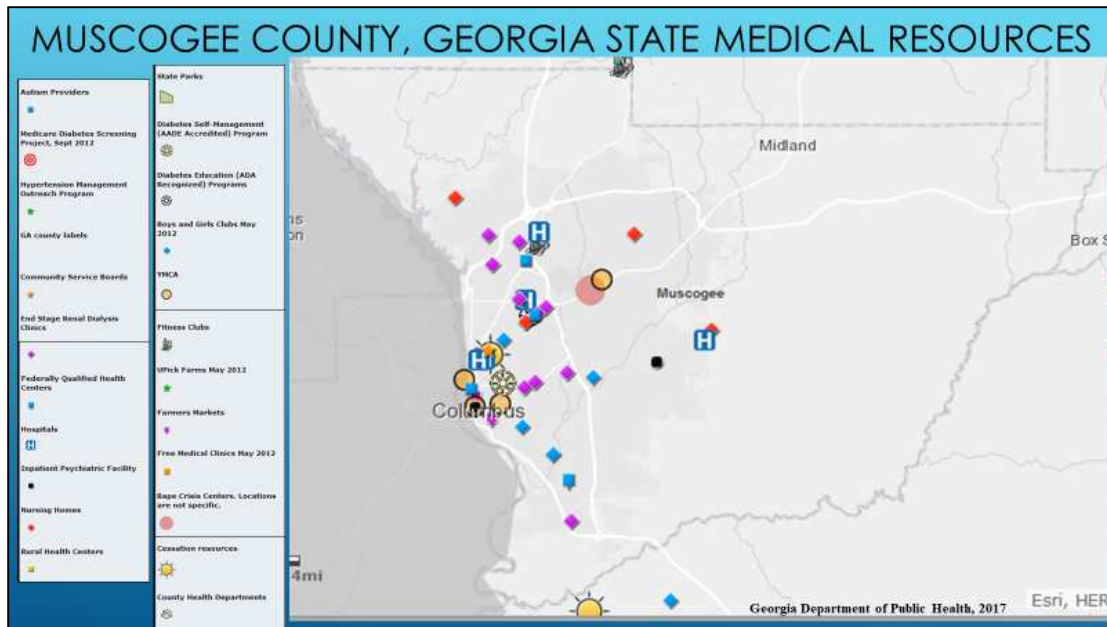 MUSCOGEE COUNTY, GEORGIA STATE MEDICAL RESOURCES
Autism Providers
Medicare Diabetes Screening
Project, Sept 2012
Hypertension Management
Outreach Program
GA county labels
Community Service Boards
End Stage Renal Dialysis
Clinics
Federally Qualified Health
Centers
Hospitals
H
Inpatient Psychiatric Facility
Nursing Homes
Rural Health Centers
State Parks
Diabetes Self-Management
(AADE Accredited) Program
Diabetes Education (ADA
Recognized) Programs
Boys and Girls Clubs May
2012
YMCA
Fitness Clubs
UPick Farms May 2012
Farmers Markets
Free Medical Clinics May 2012
Rape Crisis Centers. Locations
are not specific.
Cessation resources
County Health Departments
Midland
ns
on
H
Box S
Muscogee
H
H
H
Columbus
4mi
Georgia Department of Public Health, 2017
Esri, HER